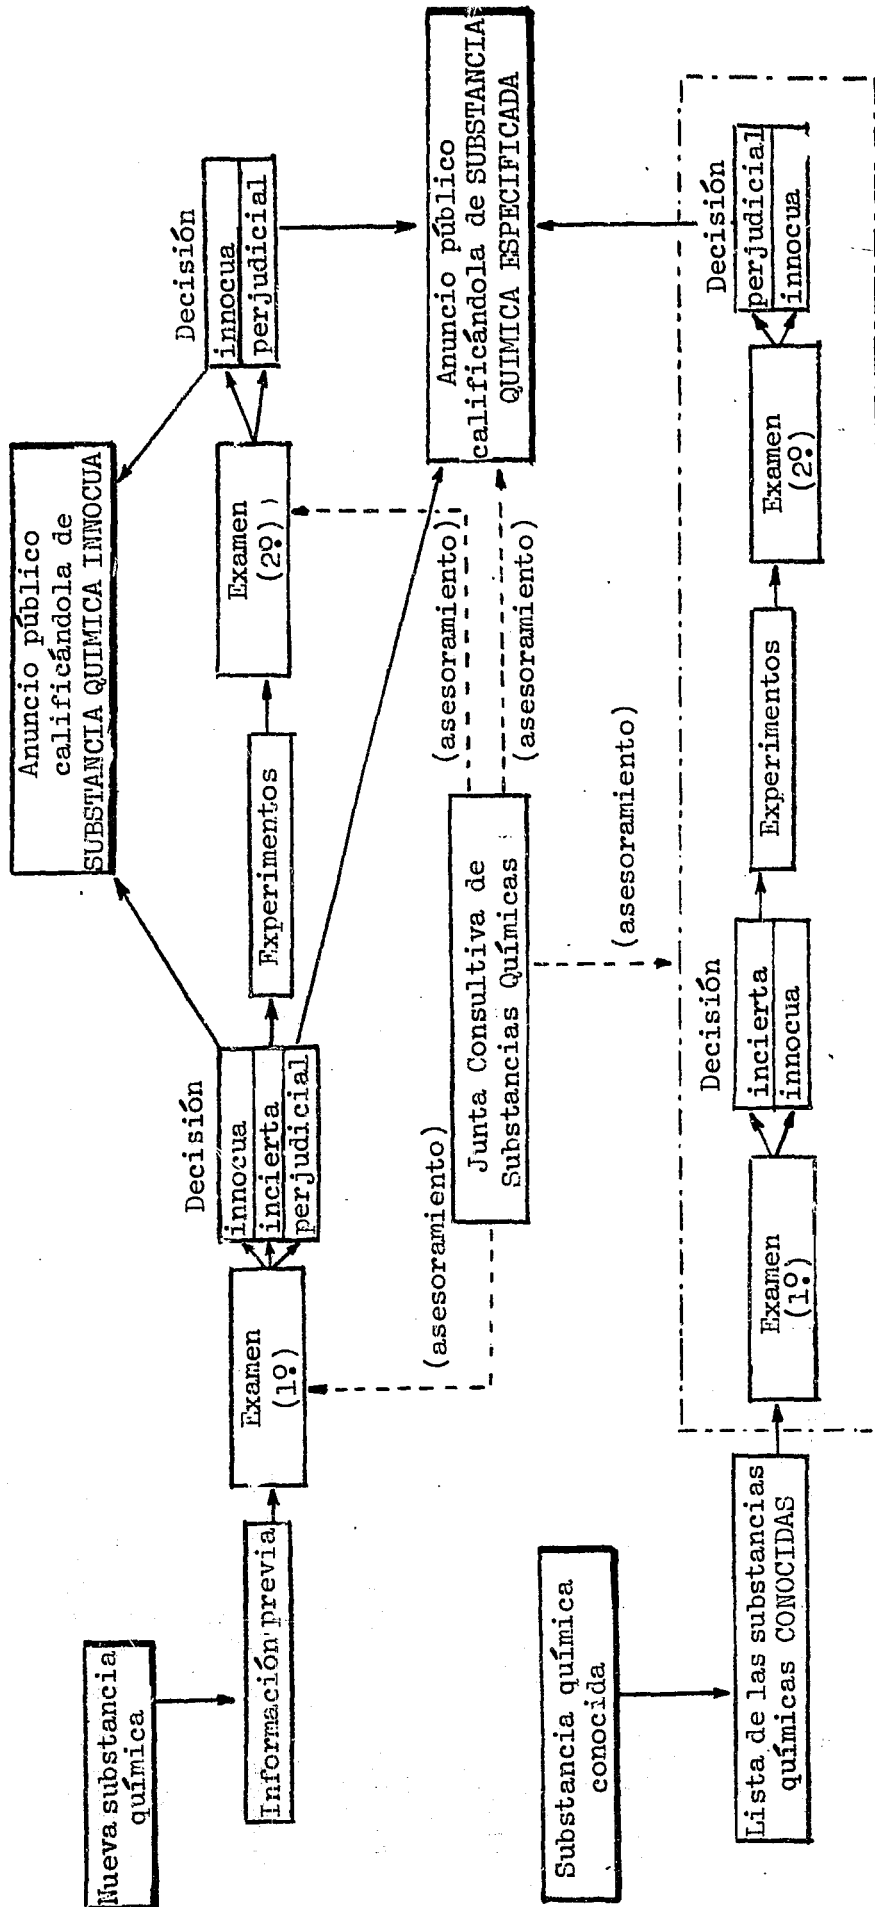 Nueva substancia
química
Información previa
Examen
(1º)
Decisión
innocua
incierta
perjudicial
Experimentos
Examen
(2º)
Decisión
innocua
perjudicial
Anuncio público
calificándola de
SUBSTANCIA QUIMICA INNOCUA
Anuncio público
calificándola de SUBSTANCIA
QUIMICA ESPECIFICADA
(asesoramiento)
(asesoramiento)
(asesoramiento)
Junta Consultiva de
Substancias Químicas
(asesoramiento)
Substancia química
conocida
Lista de las substancias
químicas CONOCIDAS
Examen
(1º)
Decisión
incierta
innocua
Experimentos
Examen
(2º)
Decisión
perjudicial
innocua